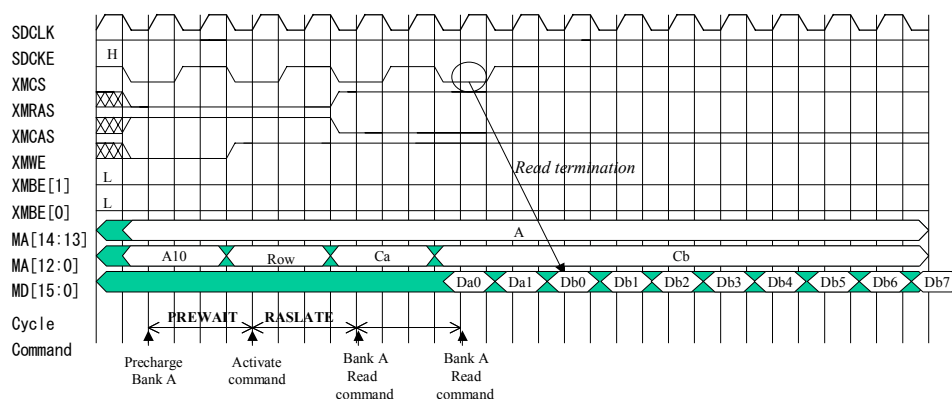 SDCLK
SDCKE H
XMCS
XMRAS
XMCAS
XMWE
Read termination
XMBE[1] L
XMBE[0] L
MA[14:13] A
MA[12:0] A10 Row Ca Cb
MD[15:0] Da0 Da1 Db0 Db1 Db2 Db3 Db4 Db5 Db6 Db7
Cycle PREWAIT RASLATE
Command
Precharge Bank A
Activate command
Bank A Read command
Bank A Read command